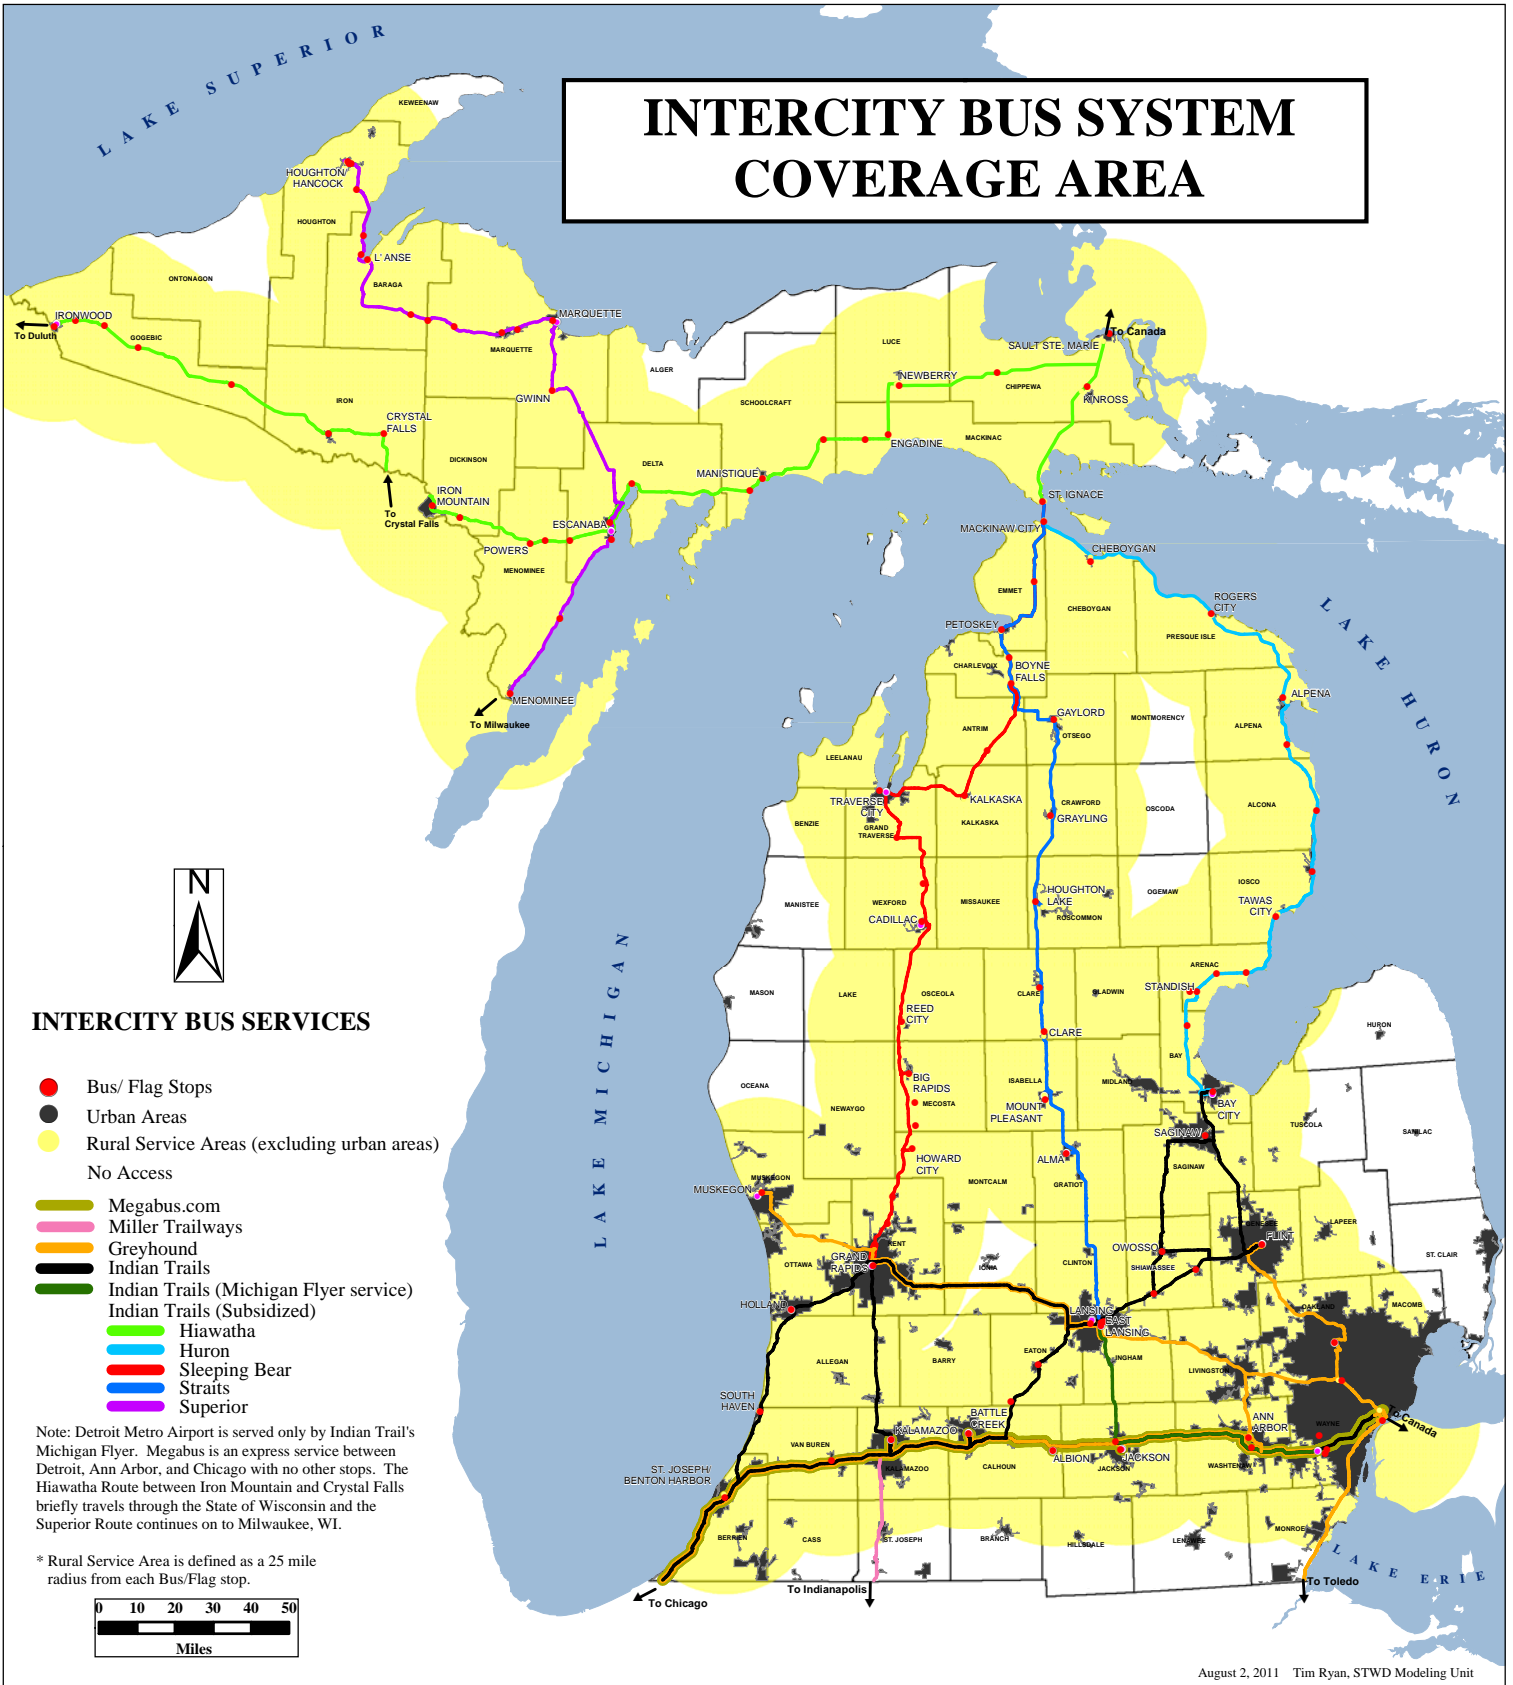 LAKE SUPERIOR
INTERCITY BUS SYSTEM
COVERAGE AREA
KEWEENAW
HOUGHTON/
HANCOCK
HOUGHTON
L' ANSE
BARAGA
ONTONAGON
IRONWOOD
To Duluth
GOGEBIC
MARQUETTE
MARQUETTE
ALGER
LUCE
To Canada
SAULT STE. MARIE
NEWBERRY
CHIPPEWA
KINROSS
IRON
GWINN
SCHOOLCRAFT
CRYSTAL
FALLS
ENGADINE
MACKINAC
DICKINSON
DELTA
MANISTIQUE
IRON
MOUNTAIN
To
Crystal Falls
ESCANABA
POWERS
MENOMINEE
ST. IGNACE
MACKINAW CITY
CHEBOYGAN
EMMET
CHEBOYGAN
ROGERS
CITY
PRESQUE ISLE
PETOSKEY
CHARLEVOIX
BOYNE
FALLS
MENOMINEE
To Milwaukee
LAKE HURON
ALPENA
GAYLORD
MONTMORENCY
ANTRIM
OTSEGO
ALPENA
LEELANAU
TRAVERSE
CITY
KALKASKA
CRAWFORD
OSCODA
ALCONA
BENZIE
GRAND
TRAVERSE
KALKASKA
GRAYLING
HOUGHTON
LAKE
OGEMAW
IOSCO
MANISTEE
WEXFORD
MISSAUKEE
ROSCOMMON
TAWAS
CITY
CADILLAC
N
LAKE MICHIGAN
ARENAC
MASON
LAKE
OSCEOLA
CLARE
GLADWIN
STANDISH
REED
CITY
CLARE
HURON
BAY
OCEANA
BIG
RAPIDS
ISABELLA
MIDLAND
NEWAYGO
MECOSTA
MOUNT
PLEASANT
BAY
CITY
TUSCOLA
SANILAC
SAGINAW
HOWARD
CITY
ALMA
SAGINAW
MUSKEGON
MUSKEGON
MONTCALM
GRATIOT
GENESEE
LAPEER
FLINT
KENT
GRAND
RAPIDS
OTTAWA
IONIA
CLINTON
OWOSSO
SHIAWASSEE
ST. CLAIR
HOLLAND
LANSING
EAST
LANSING
OAKLAND
MACOMB
ALLEGAN
BARRY
EATON
INGHAM
LIVINGSTON
SOUTH
HAVEN
BATTLE
CREEK
KALAMAZOO
ANN
ARBOR
WAYNE
To Canada
VAN BUREN
ST. JOSEPH/
BENTON HARBOR
KALAMAZOO
CALHOUN
ALBION
JACKSON
JACKSON
WASHTENAW
BERRIEN
CASS
ST. JOSEPH
BRANCH
HILLSDALE
LENAWEE
MONROE
LAKE ERIE
To Chicago
To Indianapolis
To Toledo
INTERCITY BUS SERVICES
Bus/ Flag Stops
Urban Areas
Rural Service Areas (excluding urban areas)
No Access
Megabus.com
Miller Trailways
Greyhound
Indian Trails
Indian Trails (Michigan Flyer service)
Indian Trails (Subsidized)
Hiawatha
Huron
Sleeping Bear
Straits
Superior
Note: Detroit Metro Airport is served only by Indian Trail's
Michigan Flyer. Megabus is an express service between
Detroit, Ann Arbor, and Chicago with no other stops. The
Hiawatha Route between Iron Mountain and Crystal Falls
briefly travels through the State of Wisconsin and the
Superior Route continues on to Milwaukee, WI.
* Rural Service Area is defined as a 25 mile
radius from each Bus/Flag stop.
0 10 20 30 40 50
Miles
August 2, 2011 Tim Ryan, STWD Modeling Unit